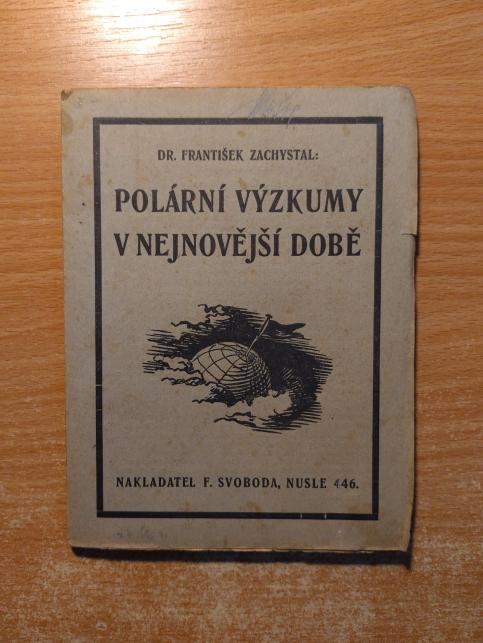 DR. FRANTIŠEK ZACHYSTAL:
POLÁRNÍ VÝZKUMY
V NEJNOVĚJŠÍ DOBĚ
NAKLADATEL F. SVOBODA, NUSLE 446.